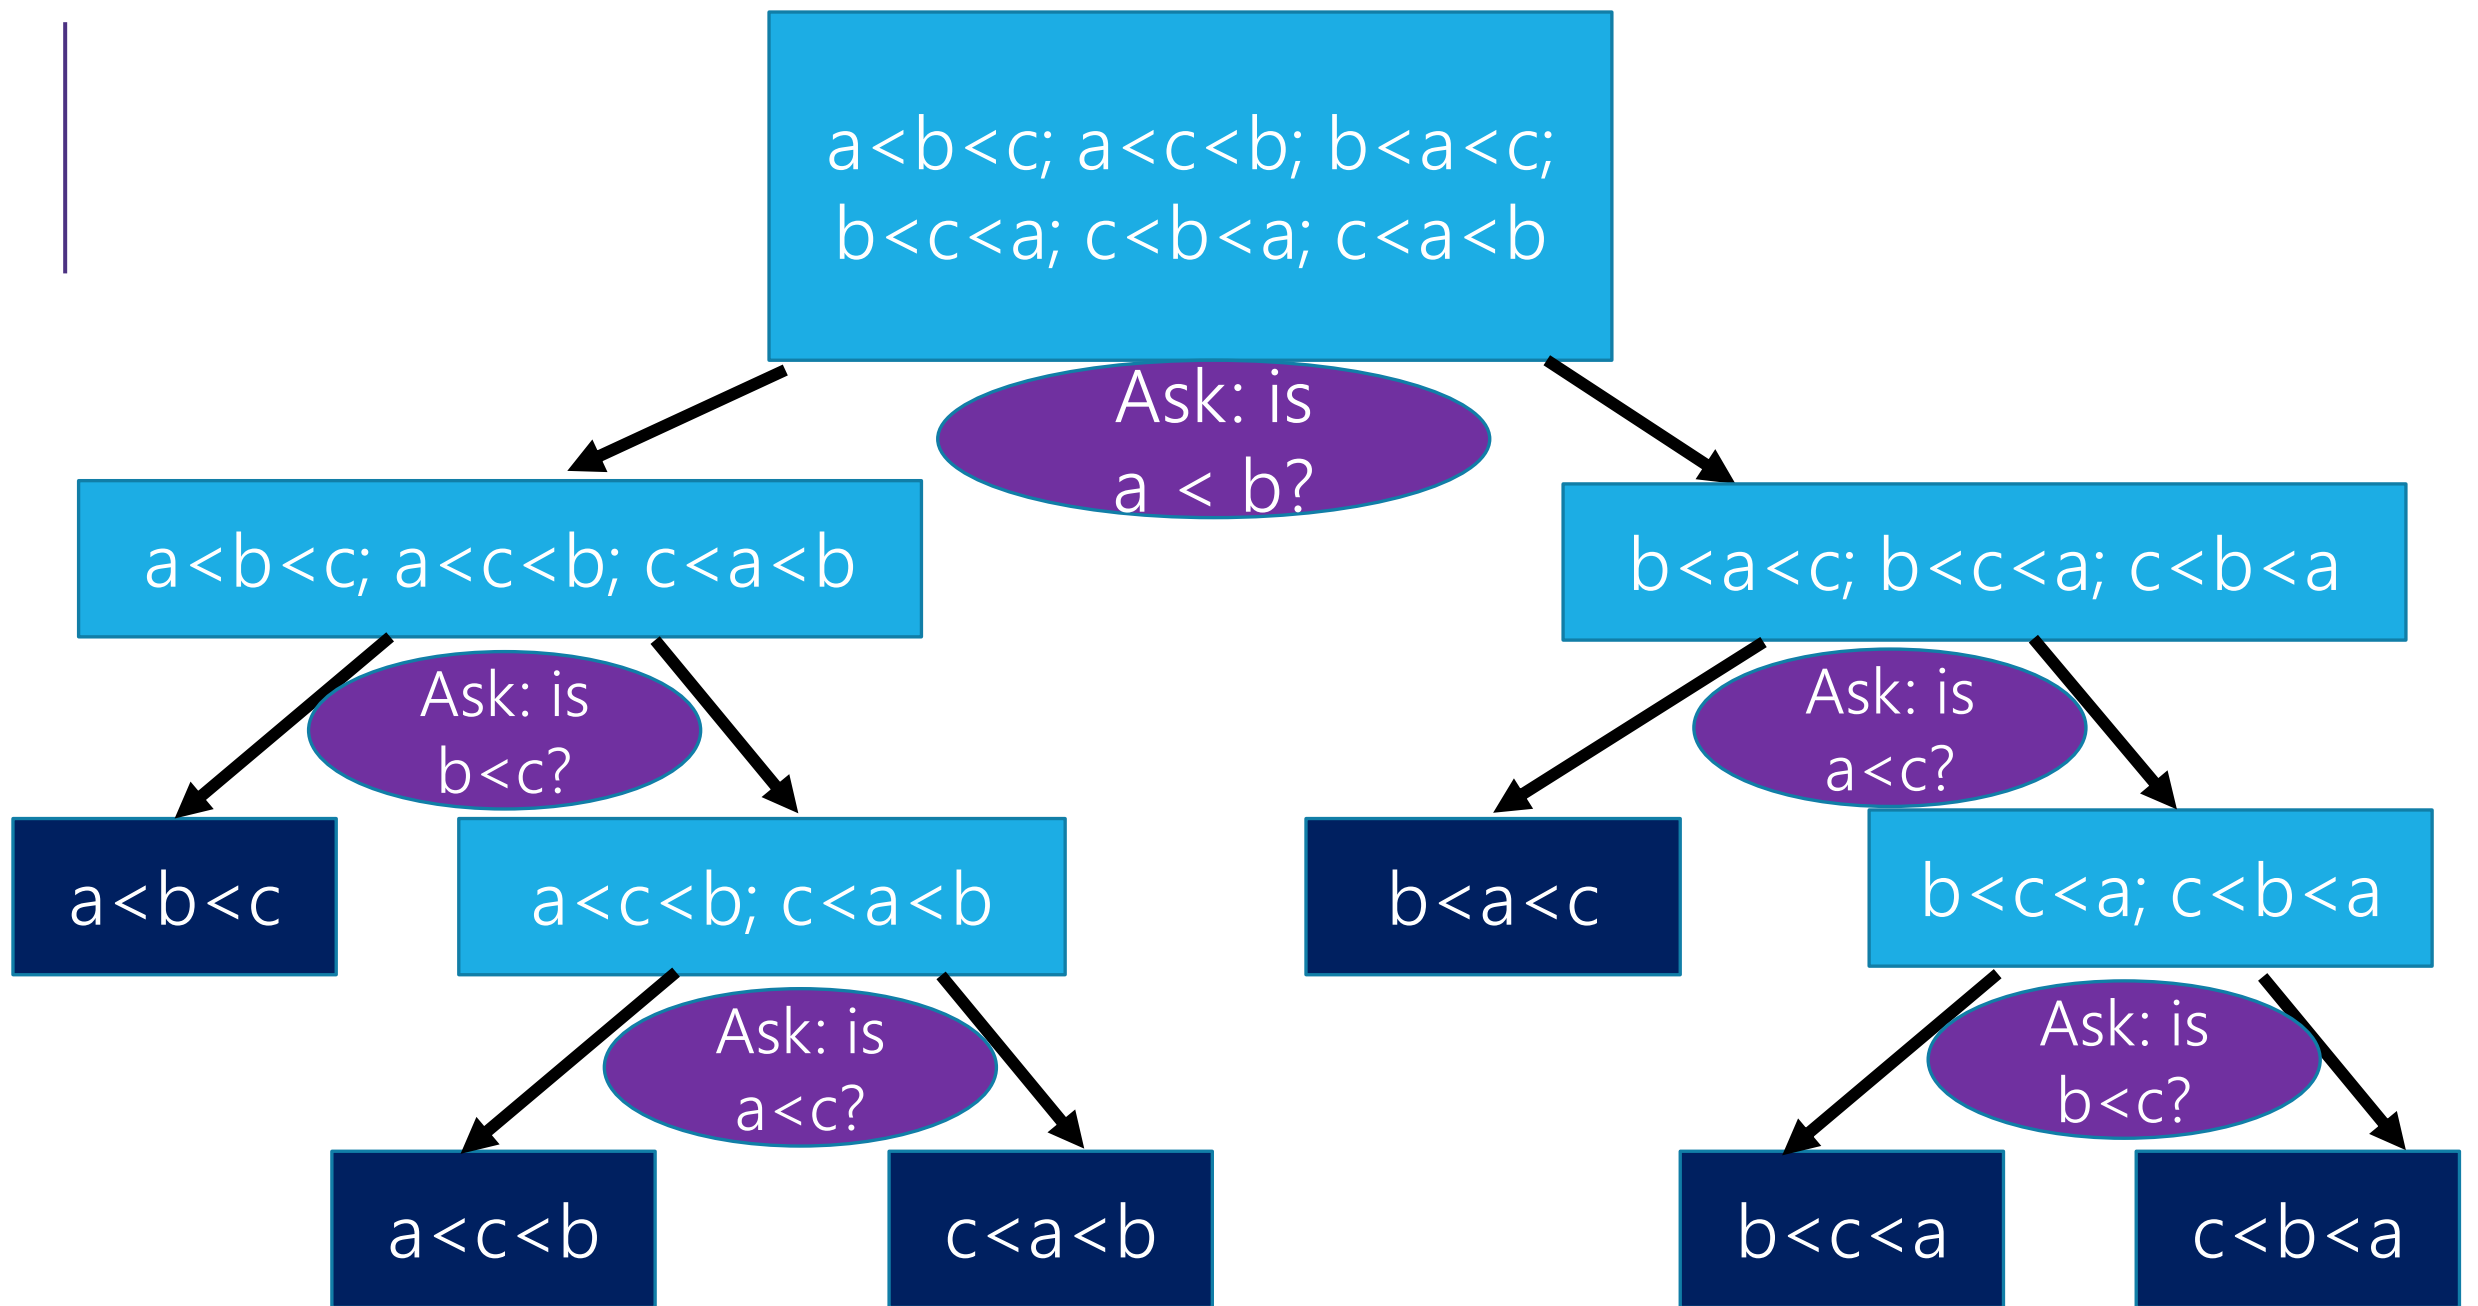 a<b<c; a<c<b; b<a<c;
b<c<a; c<b<a; c<a<b
Ask: is
a < b?
a<b<c; a<c<b; c<a<b
b<a<c; b<c<a; c<b<a
Ask: is
b<c?
Ask: is
a<c?
a<b<c
a<c<b; c<a<b
b<a<c
b<c<a; c<b<a
Ask: is
a<c?
Ask: is
b<c?
a<c<b
c<a<b
b<c<a
c<b<a